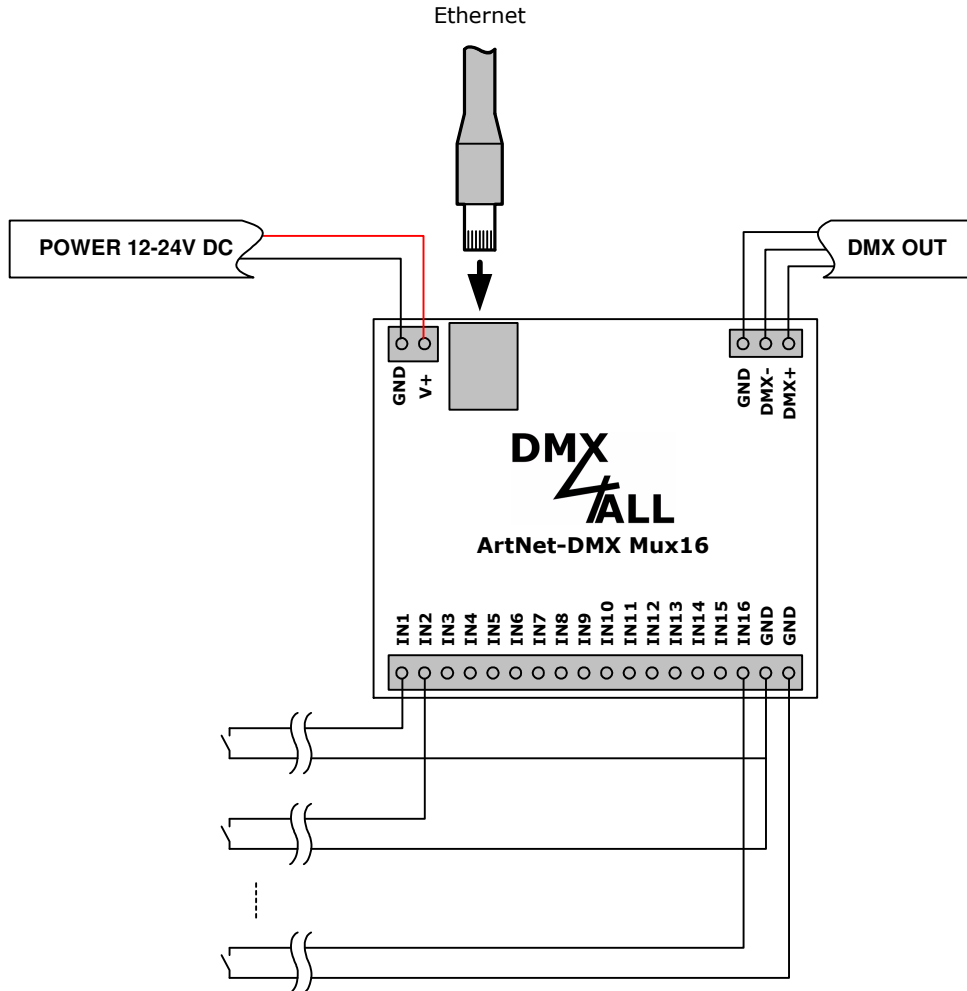 Ethernet
POWER 12-24V DC
DMX OUT
GND
V+
GND
DMX-
DMX+
DMX
4
ALL
ArtNet-DMX Mux16
IN1
IN2
IN3
IN4
IN5
IN6
IN7
IN8
IN9
IN10
IN11
IN12
IN13
IN14
IN15
IN16
GND
GND